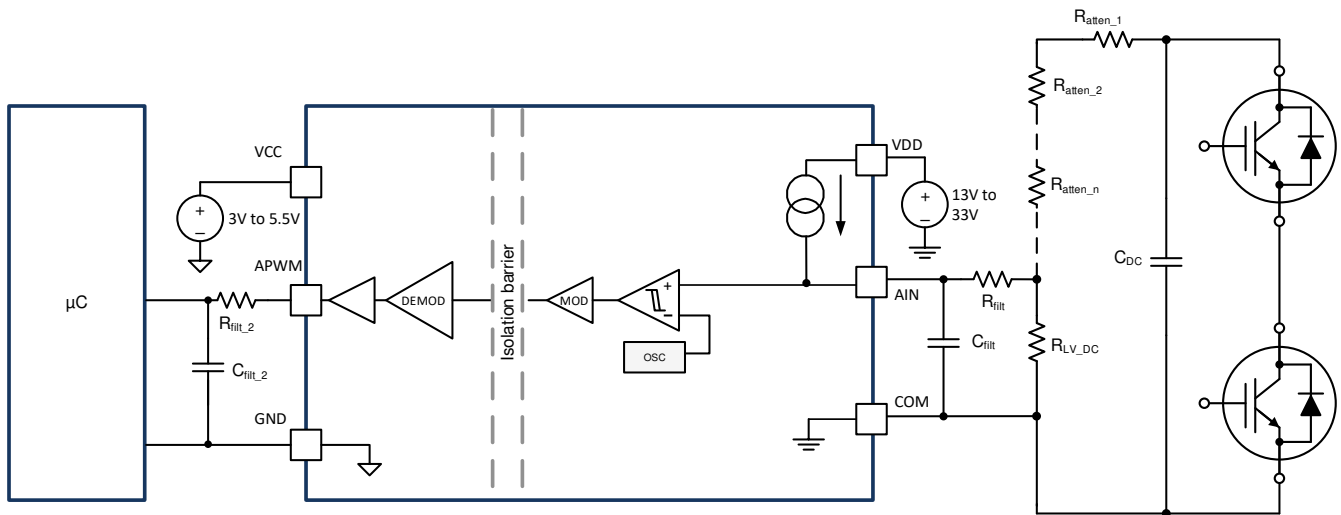 μC
VCC
3V to 5.5V
APWM
Rfilt_2
Cfilt_2
GND
DEMOD
Isolation barrier
MOD
OSC
VDD
13V to
33V
AIN
Rfilt
Cfilt
COM
Ratten_1
Ratten_2
Ratten_n
RLV_DC
CDC